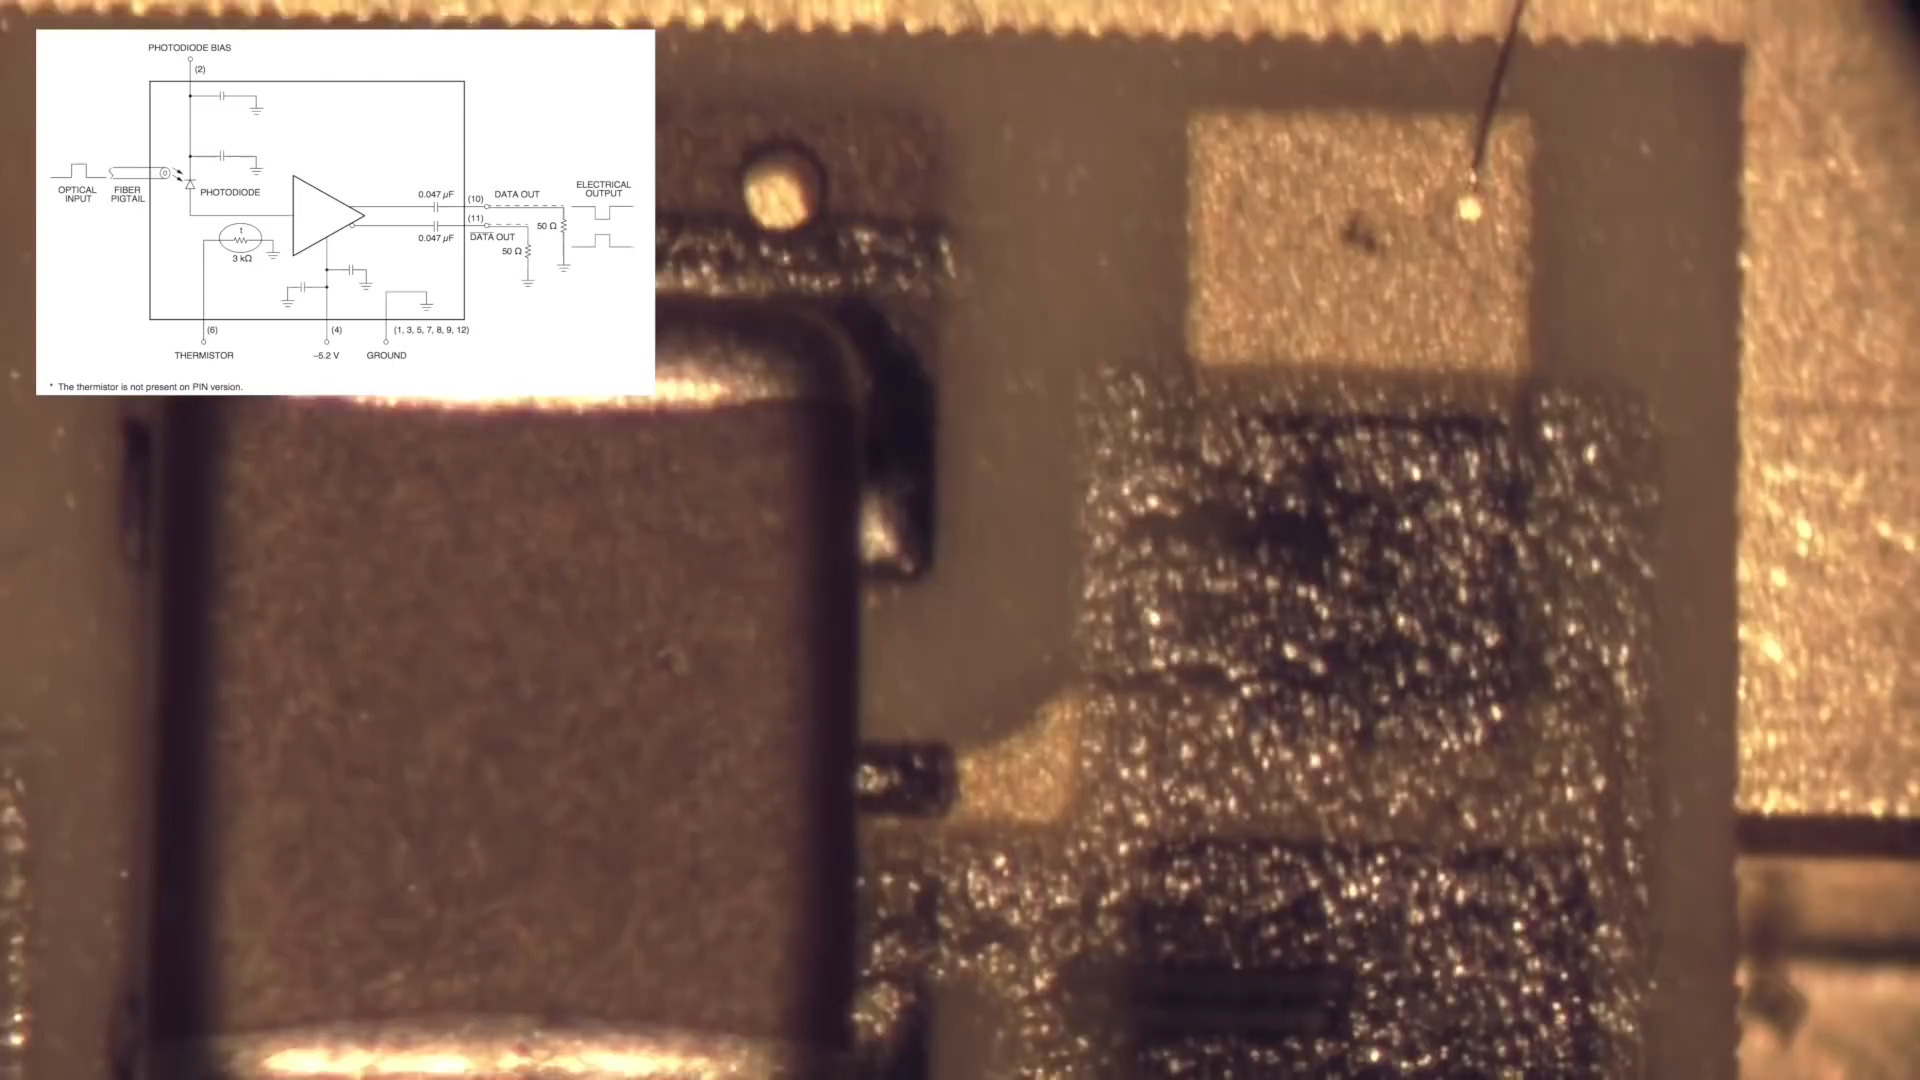 PHOTODIODE BIAS
(2)
OPTICAL
INPUT
FIBER
PIGTAIL
PHOTODIODE
t
3 kΩ
0.047 µF
(10)
DATA OUT
ELECTRICAL
OUTPUT
(11)
50 Ω
0.047 µF
DATA OUT
50 Ω
(6)
(4)
(1, 3, 5, 7, 8, 9, 12)
THERMISTOR
–5.2 V
GROUND
* The thermistor is not present on PIN version.